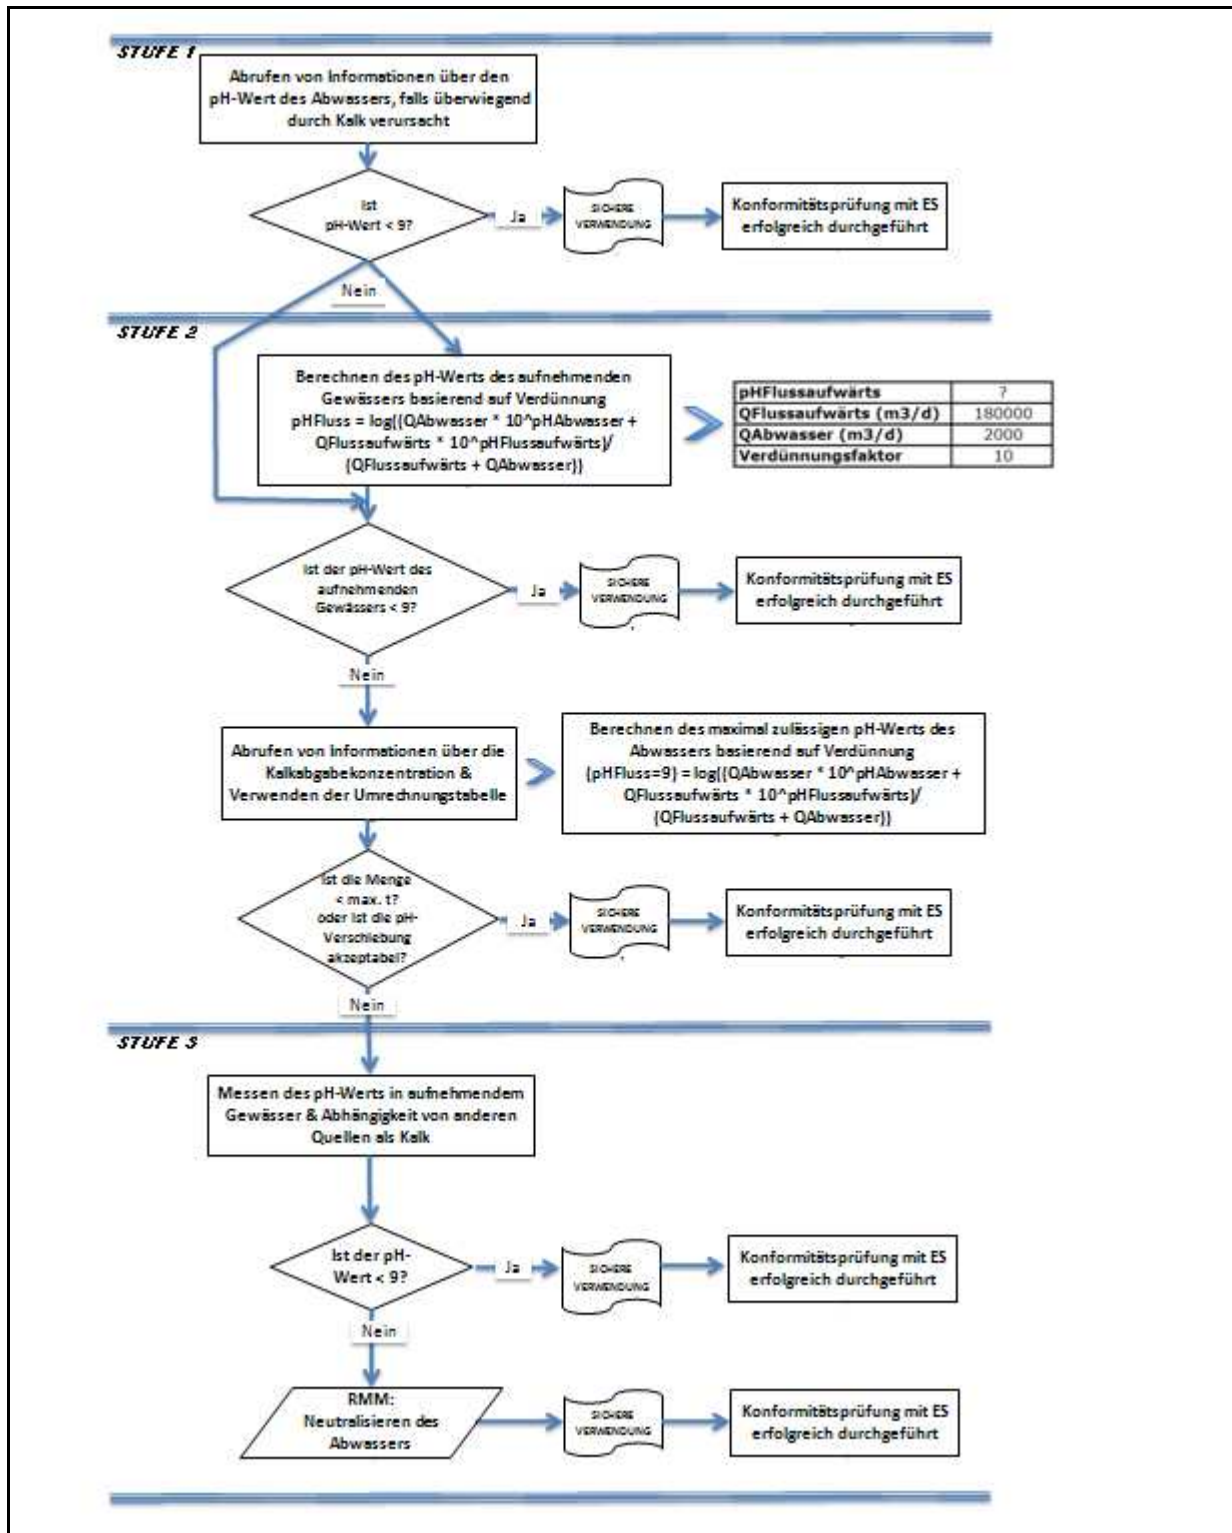 STUFE 1
Abrufen von Informationen über den
pH-Wert des Abwassers, falls überwiegend
durch Kalk verursacht
Ist
pH-Wert < 9?
Ja
SICHERE
VERWENDUNG
Konformitätsprüfung mit ES
erfolgreich durchgeführt
Nein
STUFE 2
Berechnen des pH-Werts des aufnehmenden
Gewässers basierend auf Verdünnung
pHFluss = log((QAbwasser * 10^pHAbwasser +
QFlussaufwärts * 10^pHFlussaufwärts)/
(QFlussaufwärts + QAbwasser))
pHFlussaufwärts ?
QFlussaufwärts (m3/d) 180000
QAbwasser (m3/d) 2000
Verdünnungsfaktor 10
Ist der pH-Wert des
aufnehmenden
Gewässers < 9?
Ja
SICHERE
VERWENDUNG
Konformitätsprüfung mit ES
erfolgreich durchgeführt
Nein
Abrufen von Informationen über die
Kalkabgabekonzentration &
Verwenden der Umrechnungstabelle
Berechnen des maximal zulässigen pH-Werts des
Abwassers basierend auf Verdünnung
(pHFluss=9) = log((QAbwasser * 10^pHAbwasser +
QFlussaufwärts * 10^pHFlussaufwärts)/
(QFlussaufwärts + QAbwasser))
Ist die Menge
< max. t?
oder ist die pH-
Verschiebung
akzeptabel?
Ja
SICHERE
VERWENDUNG
Konformitätsprüfung mit ES
erfolgreich durchgeführt
Nein
STUFE 3
Messen des pH-Werts in aufnehmendem
Gewässer & Abhängigkeit von anderen
Quellen als Kalk
Ist der pH-
Wert < 9?
Ja
SICHERE
VERWENDUNG
Konformitätsprüfung mit ES
erfolgreich durchgeführt
Nein
RMM:
Neutralisieren des
Abwassers
SICHERE
VERWENDUNG
Konformitätsprüfung mit ES
erfolgreich durchgeführt